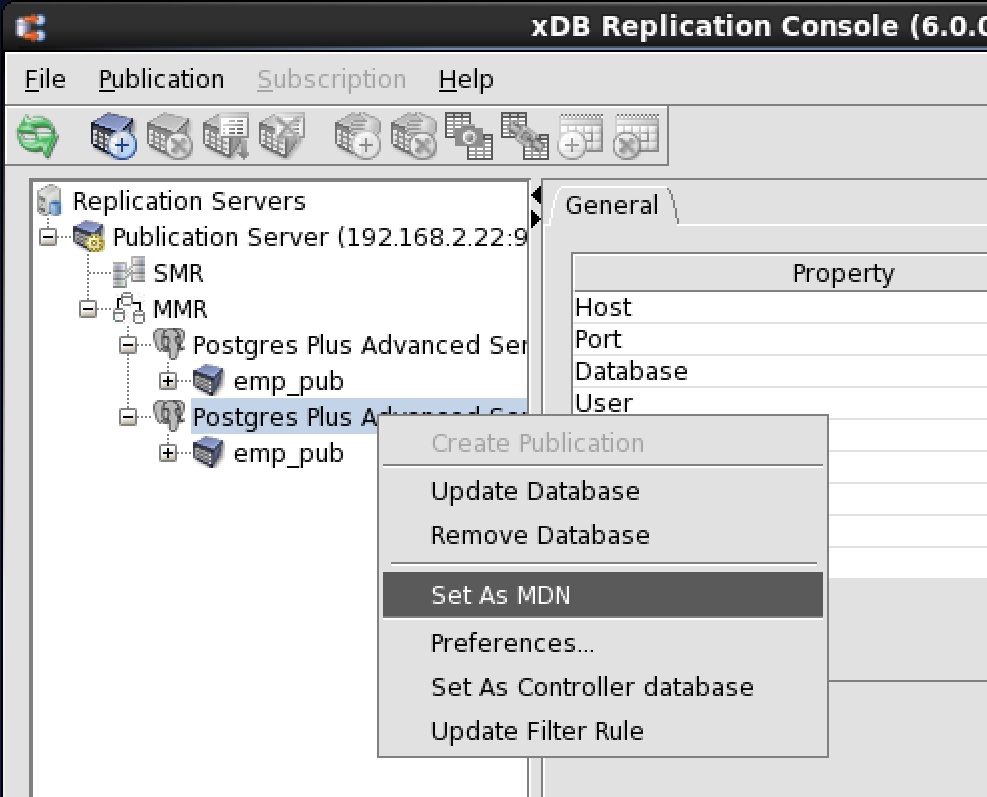 xDB Replication Console (6.0.0
File Publication Subscription Help
Replication Servers
Publication Server (192.168.2.22:9
SMR
MMR
Postgres Plus Advanced Ser
emp_pub
Postgres Plus Advanced Ser
emp_pub
General
Property
Host
Port
Database
User
Create Publication
Update Database
Remove Database
Set As MDN
Preferences...
Set As Controller database
Update Filter Rule